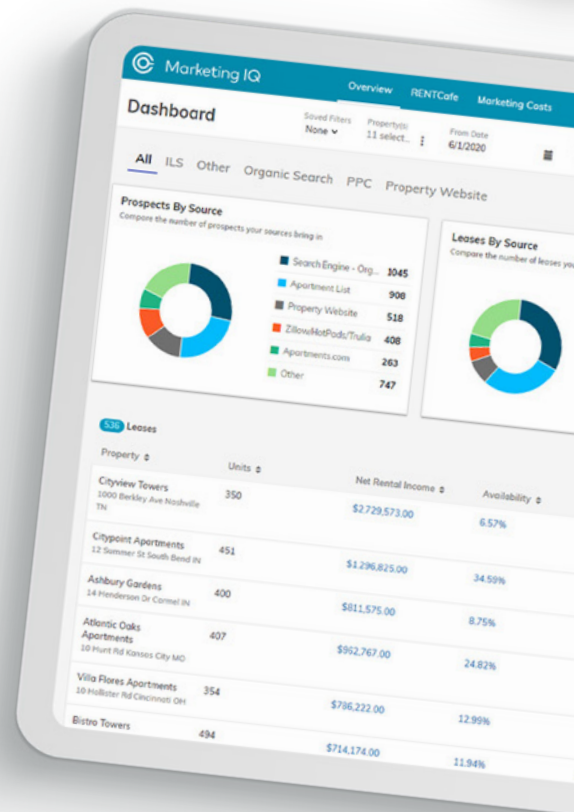 Marketing IQ
Overview RENTCafe Marketing Costs
Dashboard
Saved Filters Property(s) From Date
None 11 select... 6/1/2020
All ILS Other Organic Search PPC Property Website
Prospects By Source
Compare the number of prospects your sources bring in
Search Engine - Org... 1045
Apartment List 908
Property Website 518
Zillow/HotPads/Trulia 408
Apartments.com 263
Other 747
Leases By Source
Compare the number of leases you
536 Leases
Property Units Net Rental Income Availability
Cityview Towers 350 $2,729,573.00 6.57%
1000 Berkley Ave Nashville
TN
Citypoint Apartments 451 $1,296,825.00 34.59%
12 Summer St South Bend IN
Ashbury Gardens 400 $811,575.00 8.75%
14 Henderson Dr Carmel IN
Atlantic Oaks
Apartments 407 $962,767.00 24.82%
10 Hunt Rd Kansas City MO
Villa Flores Apartments 354 $786,222.00 12.99%
10 Hollister Rd Cincinnati OH
Bistro Towers 494 $714,174.00 11.94%